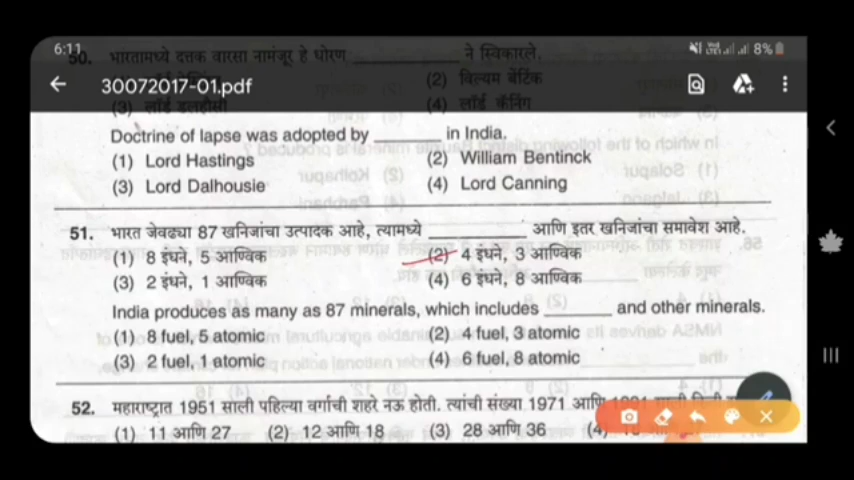 6:11
8%
30072017-01.pdf
50. भारतामध्ये दत्तक वारसा नामंजूर हे धोरण ________ ने स्विकारले.
(2) विल्यम बेंटिंक
(3) लॉर्ड डलहौसी (4) लॉर्ड कॅनिंग
Doctrine of lapse was adopted by ________ in India.
(1) Lord Hastings (2) William Bentinck
(3) Lord Dalhousie (4) Lord Canning
51. भारत जेवढ्या 87 खनिजांचा उत्पादक आहे, त्यामध्ये ________ आणि इतर खनिजांचा समावेश आहे.
(1) 8 इंधने, 5 आण्विक (2) 4 इंधने, 3 आण्विक
(3) 2 इंधने, 1 आण्विक (4) 6 इंधने, 8 आण्विक
India produces as many as 87 minerals, which includes ________ and other minerals.
(1) 8 fuel, 5 atomic (2) 4 fuel, 3 atomic
(3) 2 fuel, 1 atomic (4) 6 fuel, 8 atomic
52. महाराष्ट्रात 1951 साली पहिल्या वर्गाची शहरे नऊ होती. त्यांची संख्या 1971 आणि
(1) 11 आणि 27 (2) 12 आणि 18 (3) 28 आणि 36 (4)